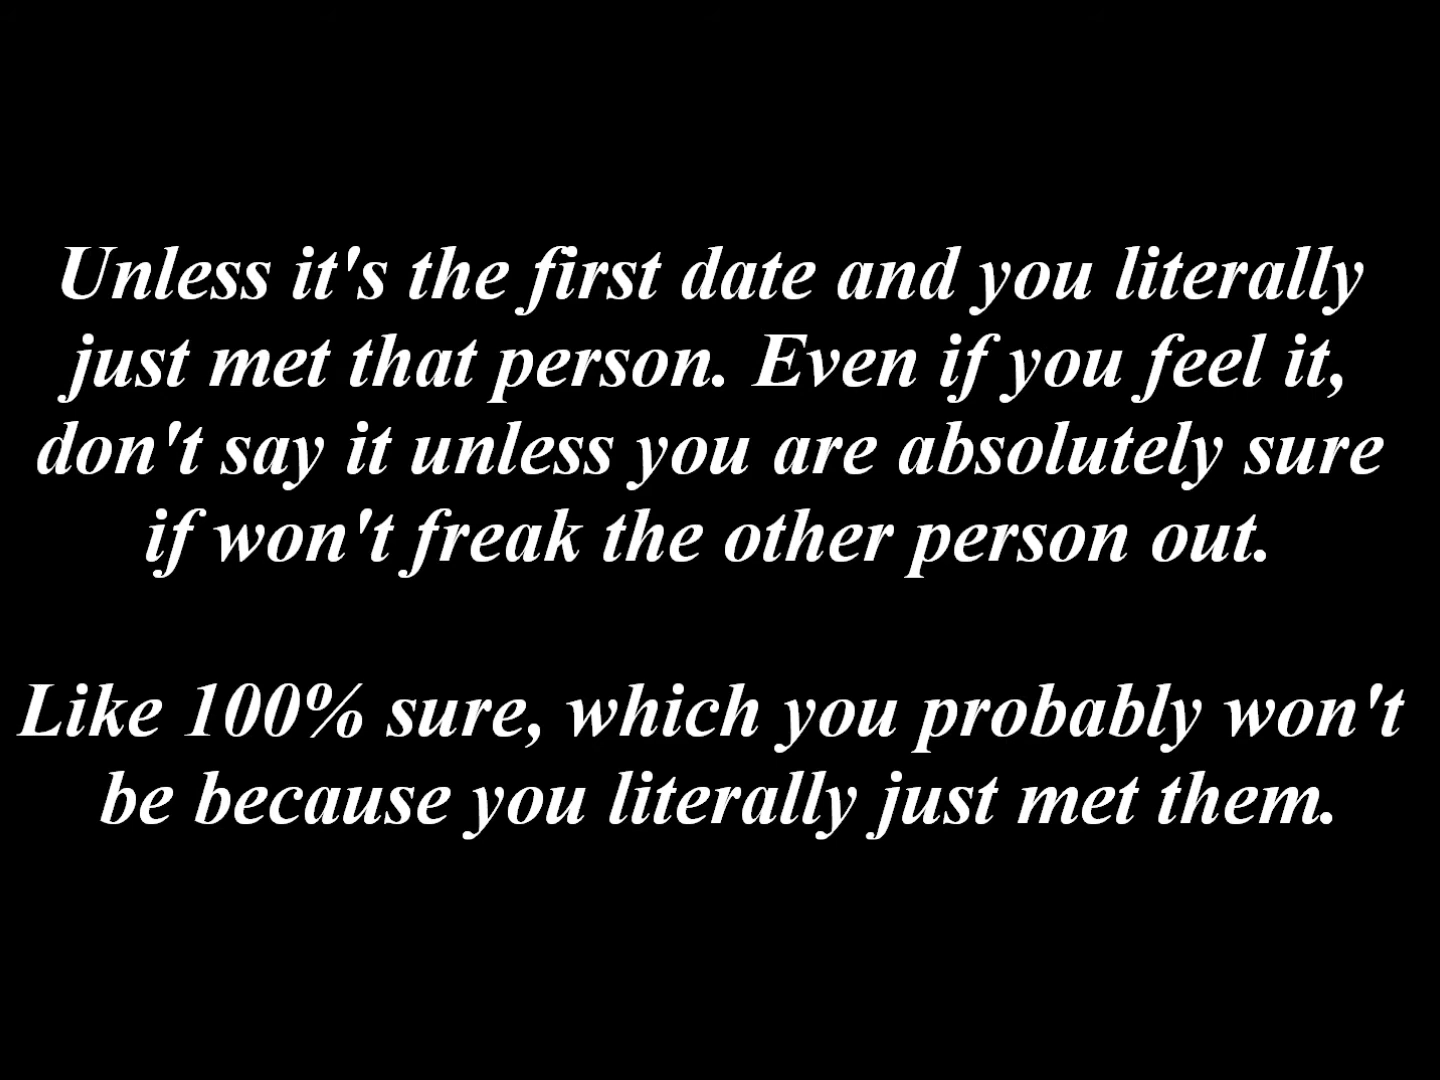 Unless it's the first date and you literally
just met that person. Even if you feel it,
don't say it unless you are absolutely sure
if won't freak the other person out.
Like 100% sure, which you probably won't
be because you literally just met them.